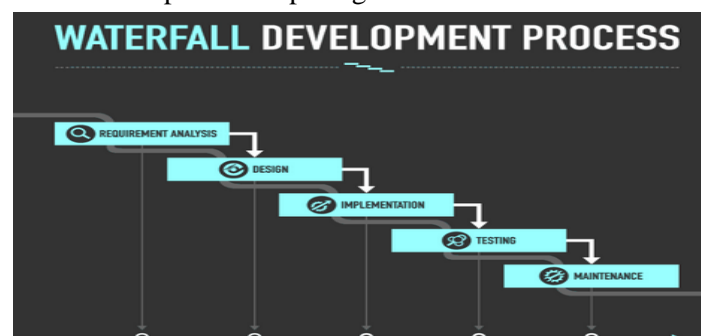 WATERFALL DEVELOPMENT PROCESS
REQUIREMENT ANALYSIS
DESIGN
IMPLEMENTATION
TESTING
MAINTENANCE